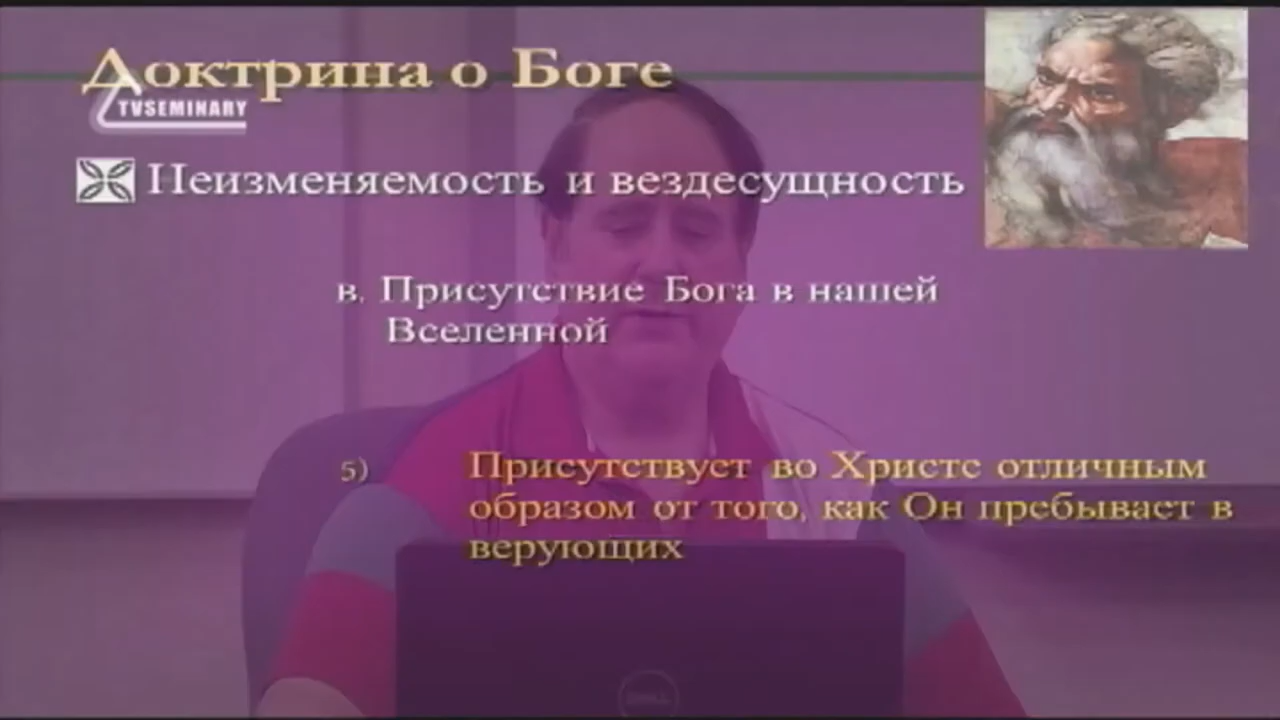 Доктрина о Боге
TVSEMINARY
Неизменяемость и вездесущность
в. Присутствие Бога в нашей
Вселенной
5) Присутствует во Христе отличным
образом от того, как Он пребывает в
верующих
DELL